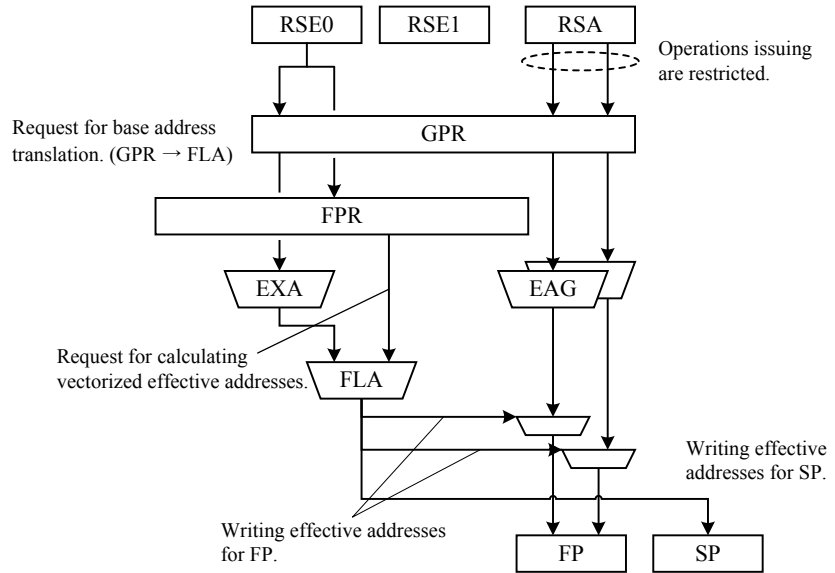 RSE0
RSE1
RSA
Operations issuing
are restricted.
Request for base address
translation. (GPR → FLA)
GPR
FPR
EXA
EAG
Request for calculating
vectorized effective addresses.
FLA
Writing effective
addresses for SP.
Writing effective addresses
for FP.
FP
SP